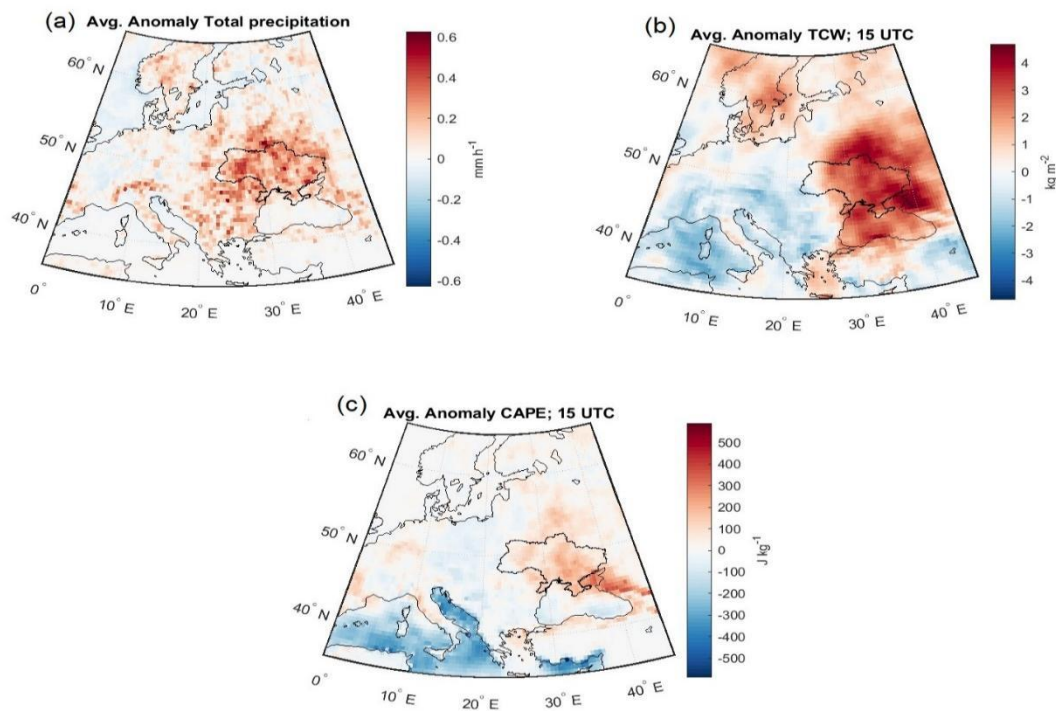 (a) Avg. Anomaly Total precipitation
60° N
50° N
40° N
0°
10° E
20° E
30° E
40° E
0.6
0.4
0.2
0
-0.2
-0.4
-0.6
mm h-1
(b) Avg. Anomaly TCW; 15 UTC
60° N
50° N
40° N
0°
10° E
20° E
30° E
40° E
4
3
2
1
0
-1
-2
-3
-4
kg m-2
(c) Avg. Anomaly CAPE; 15 UTC
60° N
50° N
40° N
0°
10° E
20° E
30° E
40° E
500
400
300
200
100
0
-100
-200
-300
-400
-500
J kg-1